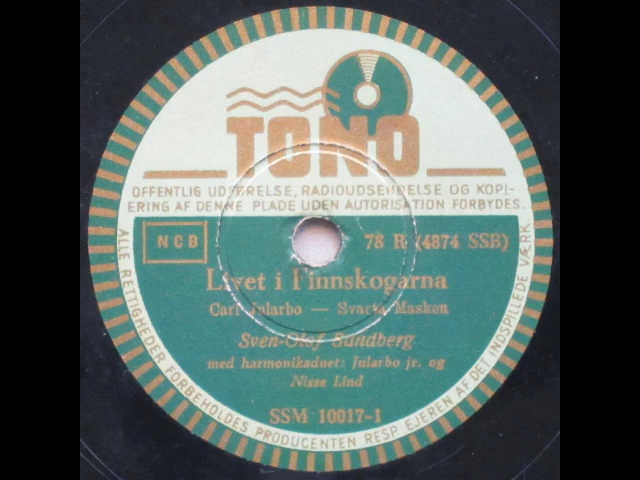 TONO
OFFENTLIG UDFØRELSE, RADIOUDSENDELSE OG KOPI-
ERING AF DENNE PLADE UDEN AUTORISATION FORBYDES.
NCB
78 R (4874 SSB)
Livet i Finnskogarna
Carl Jularbo — Svarta Masken
Sven-Olof Sandberg
med harmonikaduet: Jularbo jr. og
Nisse Lind
SSM 10017-1
ALLE RETTIGHEDER FORBEHOLDES PRODUCENTEN RESP EJEREN AF DET INDSPILLEDE VÆRK.